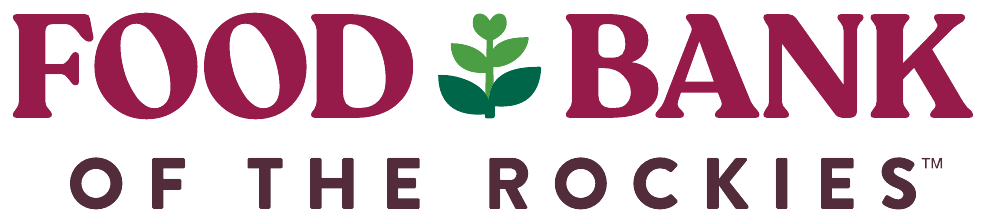 FOOD BANK
OF THE ROCKIES™